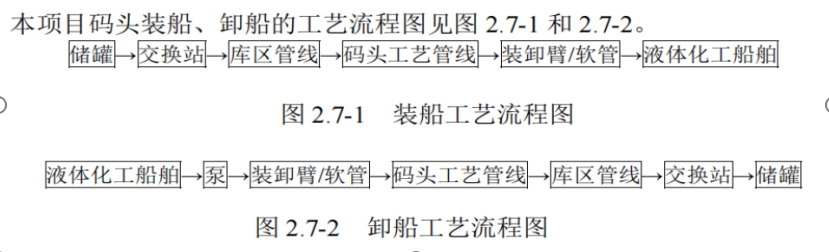 本项目码头装船、卸船的工艺流程图见图 2.7-1 和 2.7-2。
储罐→交换站→库区管线→码头工艺管线→装卸臂/软管→液体化工船舶
图 2.7-1 装船工艺流程图
液体化工船舶→泵→装卸臂/软管→码头工艺管线→库区管线→交换站→储罐
图 2.7-2 卸船工艺流程图